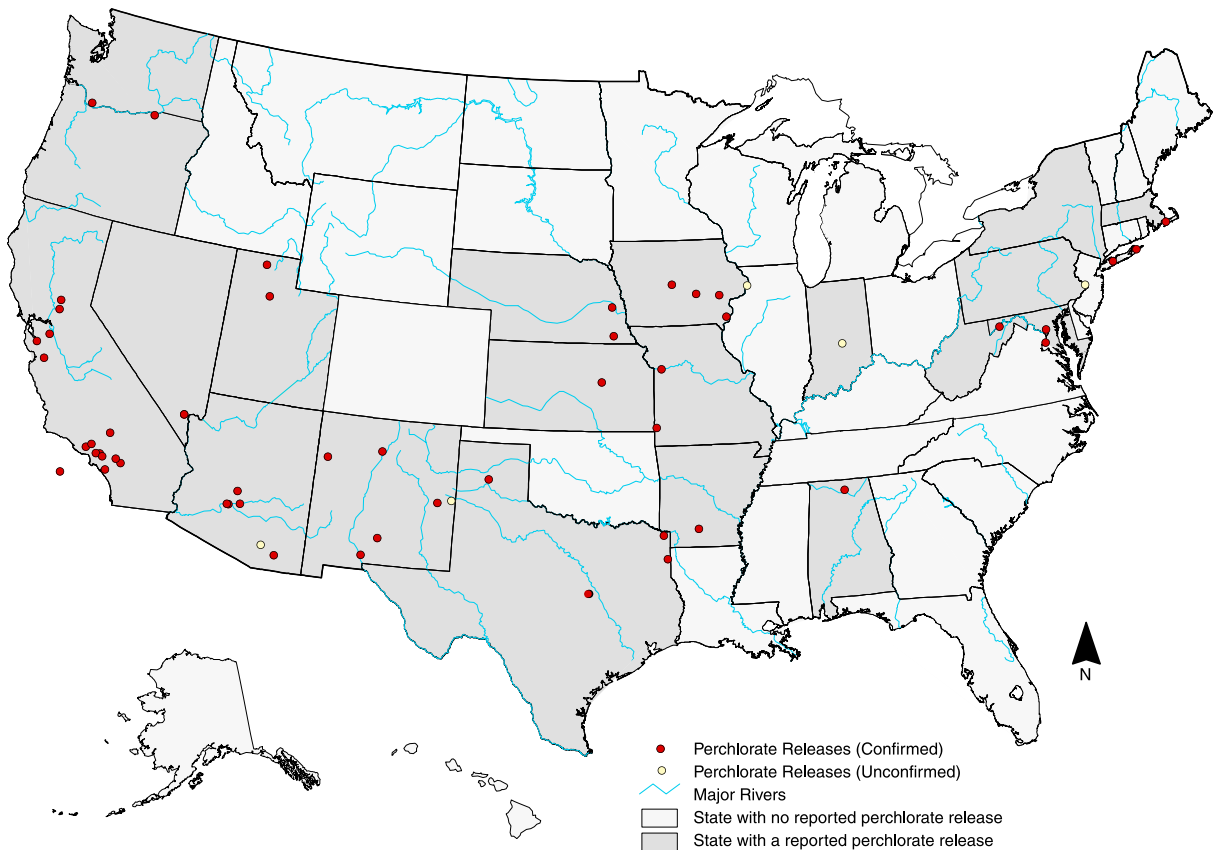 N
Perchlorate Releases (Confirmed)
Perchlorate Releases (Unconfirmed)
Major Rivers
State with no reported perchlorate release
State with a reported perchlorate release